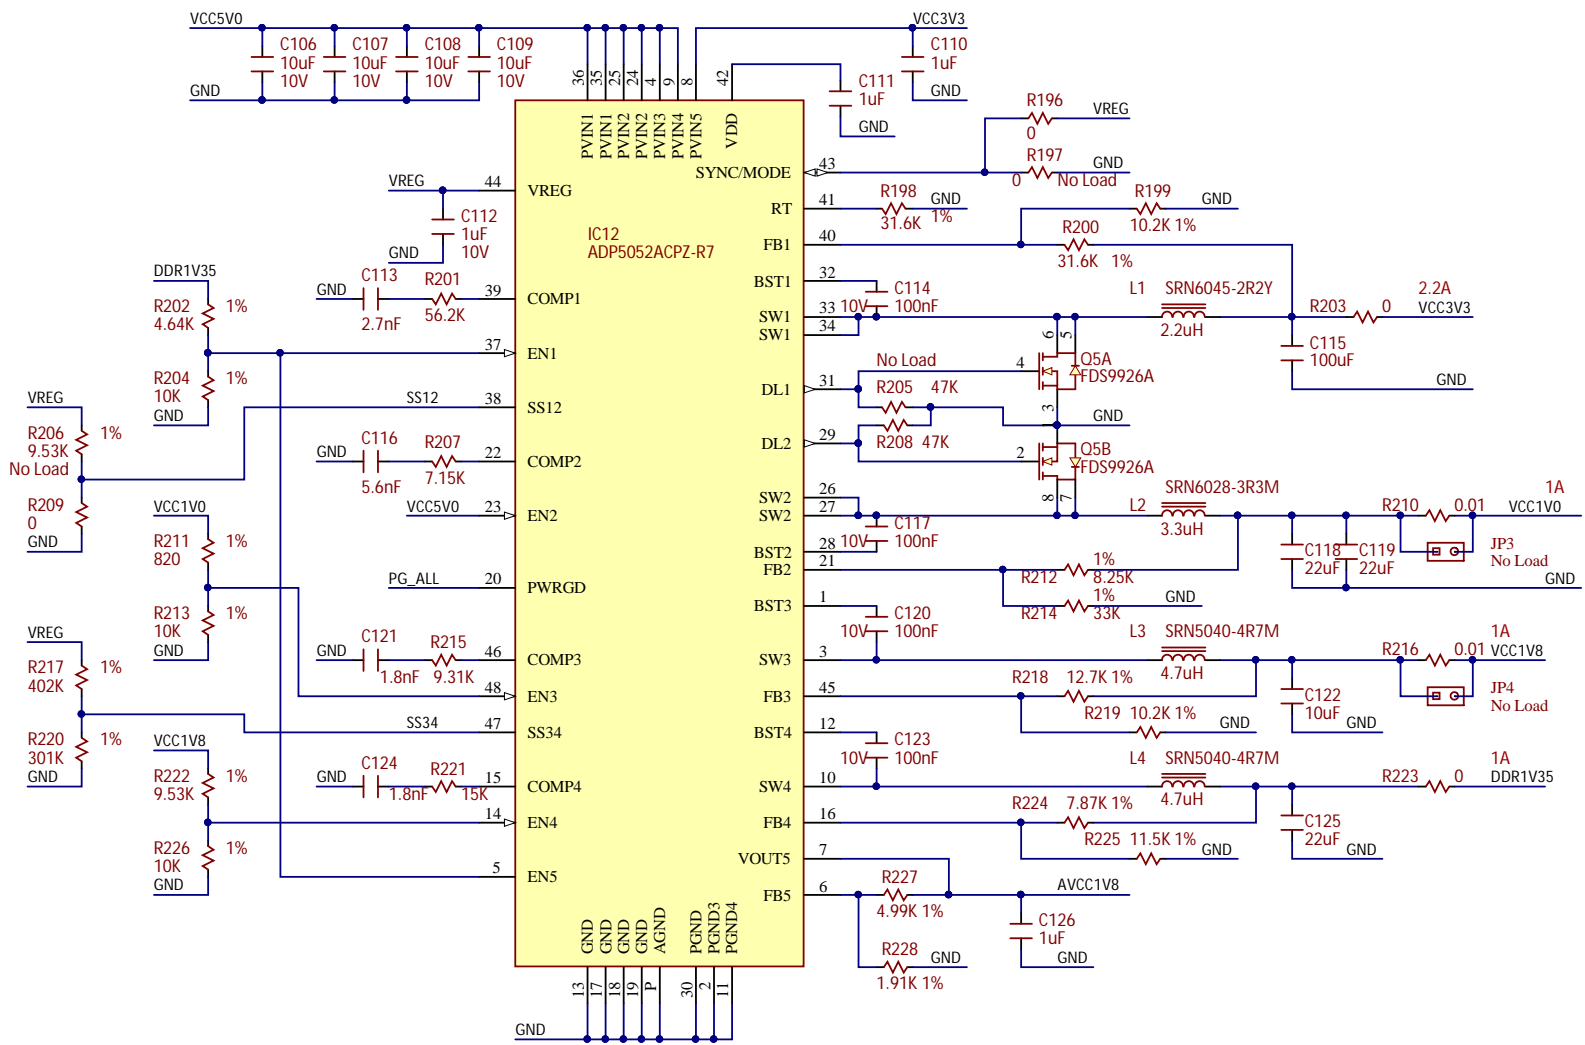 VCC5V0
C106
10uF
10V
C107
10uF
10V
C108
10uF
10V
C109
10uF
10V
GND
36
35
25
24
4
9
8
42
VCC3V3
C110
1uF
GND
C111
1uF
GND
PVIN1
PVIN1
PVIN2
PVIN2
PVIN3
PVIN4
PVIN5
VDD
IC12
ADP5052ACPZ-R7
VREG
44
VREG
C112
1uF
10V
GND
DDR1V35
R202
4.64K
1%
GND
C113
2.7nF
R201
56.2K
39
COMP1
37
EN1
R204
10K
1%
GND
VREG
R206
9.53K
No Load
1%
SS12
38
SS12
R209
0
GND
GND
C116
5.6nF
R207
7.15K
22
COMP2
VCC5V0
23
EN2
VCC1V0
R211
820
1%
PG_ALL
20
PWRGD
R213
10K
1%
GND
VREG
R217
402K
1%
GND
C121
1.8nF
R215
9.31K
46
COMP3
48
EN3
SS34
47
SS34
R220
301K
1%
GND
VCC1V8
R222
9.53K
1%
GND
C124
1.8nF
R221
15K
15
COMP4
14
EN4
R226
10K
1%
GND
5
EN5
SYNC/MODE
43
R196
0
VREG
R197
0
No Load
GND
RT
41
R198
31.6K
1%
GND
R199
10.2K 1%
GND
FB1
40
R200
31.6K 1%
BST1
32
C114
10V
100nF
SW1
33
SW1
34
L1
SRN6045-2R2Y
2.2uH
R203
0
2.2A
VCC3V3
C115
100uF
GND
6
5
No Load
4
Q5A
FDS9926A
DL1
31
R205
47K
3
GND
1
DL2
29
R208
47K
2
Q5B
FDS9926A
8
7
SW2
26
SW2
27
L2
SRN6028-3R3M
3.3uH
R210
0.01
1A
VCC1V0
C117
10V
100nF
BST2
28
C118
22uF
C119
22uF
JP3
No Load
GND
FB2
21
R212
1%
8.25K
R214
1%
33K
GND
BST3
1
C120
10V
100nF
SW3
3
L3
SRN5040-4R7M
4.7uH
R216
0.01
1A
VCC1V8
FB3
45
R218
12.7K 1%
R219
10.2K 1%
GND
C122
10uF
GND
JP4
No Load
BST4
12
C123
10V
100nF
SW4
10
L4
SRN5040-4R7M
4.7uH
R223
0
1A
DDR1V35
FB4
16
R224
7.87K 1%
R225
11.5K 1%
GND
C125
22uF
GND
VOUT5
7
FB5
6
R227
4.99K 1%
AVCC1V8
C126
1uF
GND
R228
1.91K 1%
GND
GND
GND
GND
GND
AGND
PGND
PGND3
PGND4
13
17
18
19
P
30
2
11
GND